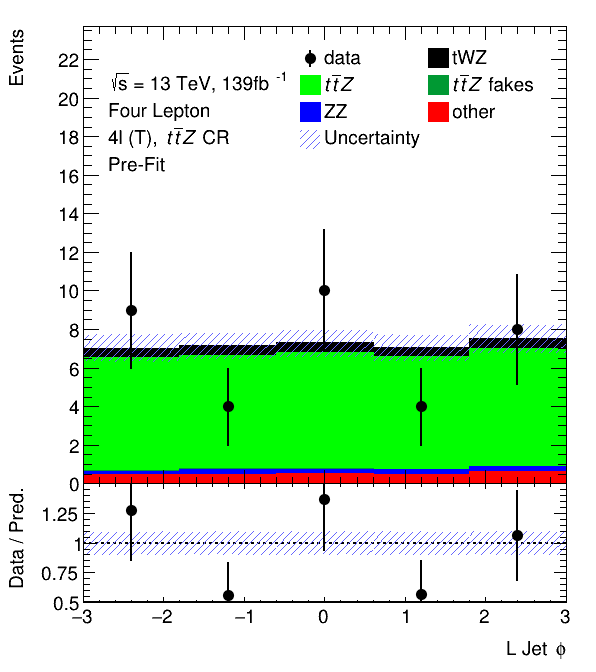 Events
22
20
18
16
14
12
10
8
6
4
2
0
√s = 13 TeV, 139fb⁻¹
Four Lepton
4l (T), tt̄Z CR
Pre-Fit
data
tWZ
tt̄Z
tt̄Z fakes
ZZ
other
Uncertainty
Data / Pred.
1.25
1
0.75
0.5
−3 −2 −1 0 1 2 3
L Jet ϕ